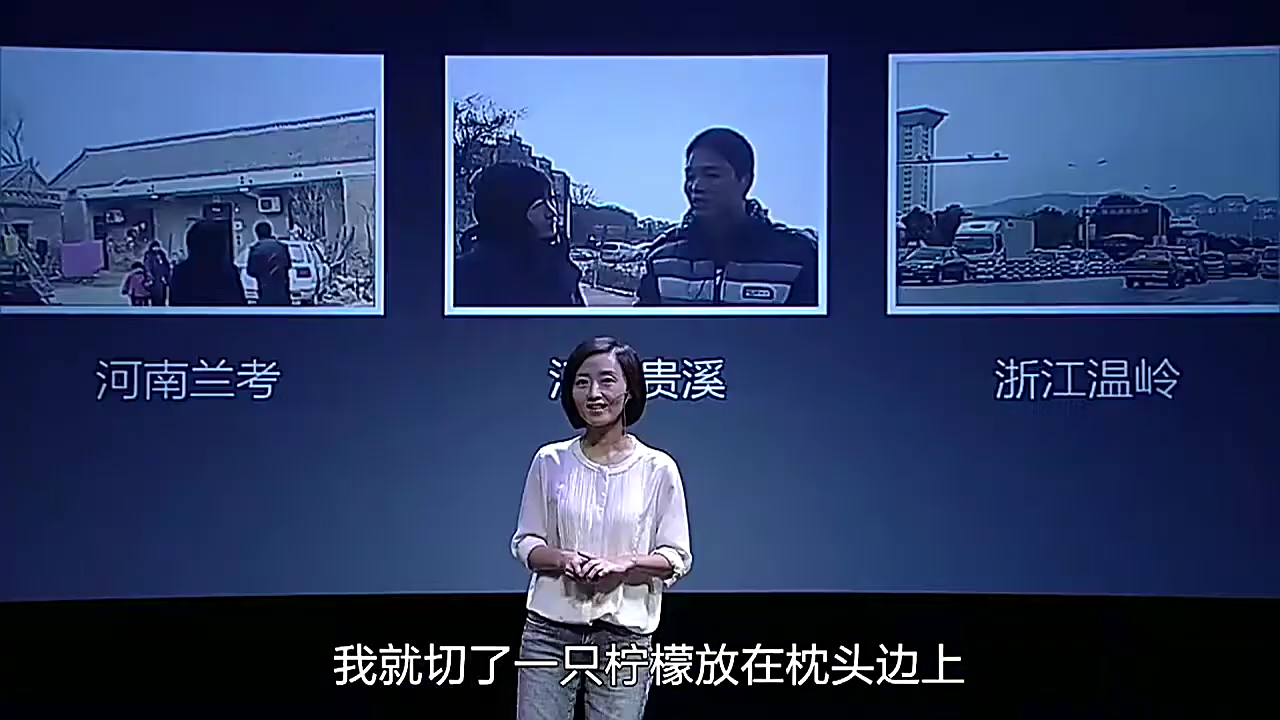 河南兰考
贵溪
浙江温岭
我就切了一只柠檬放在枕头边上